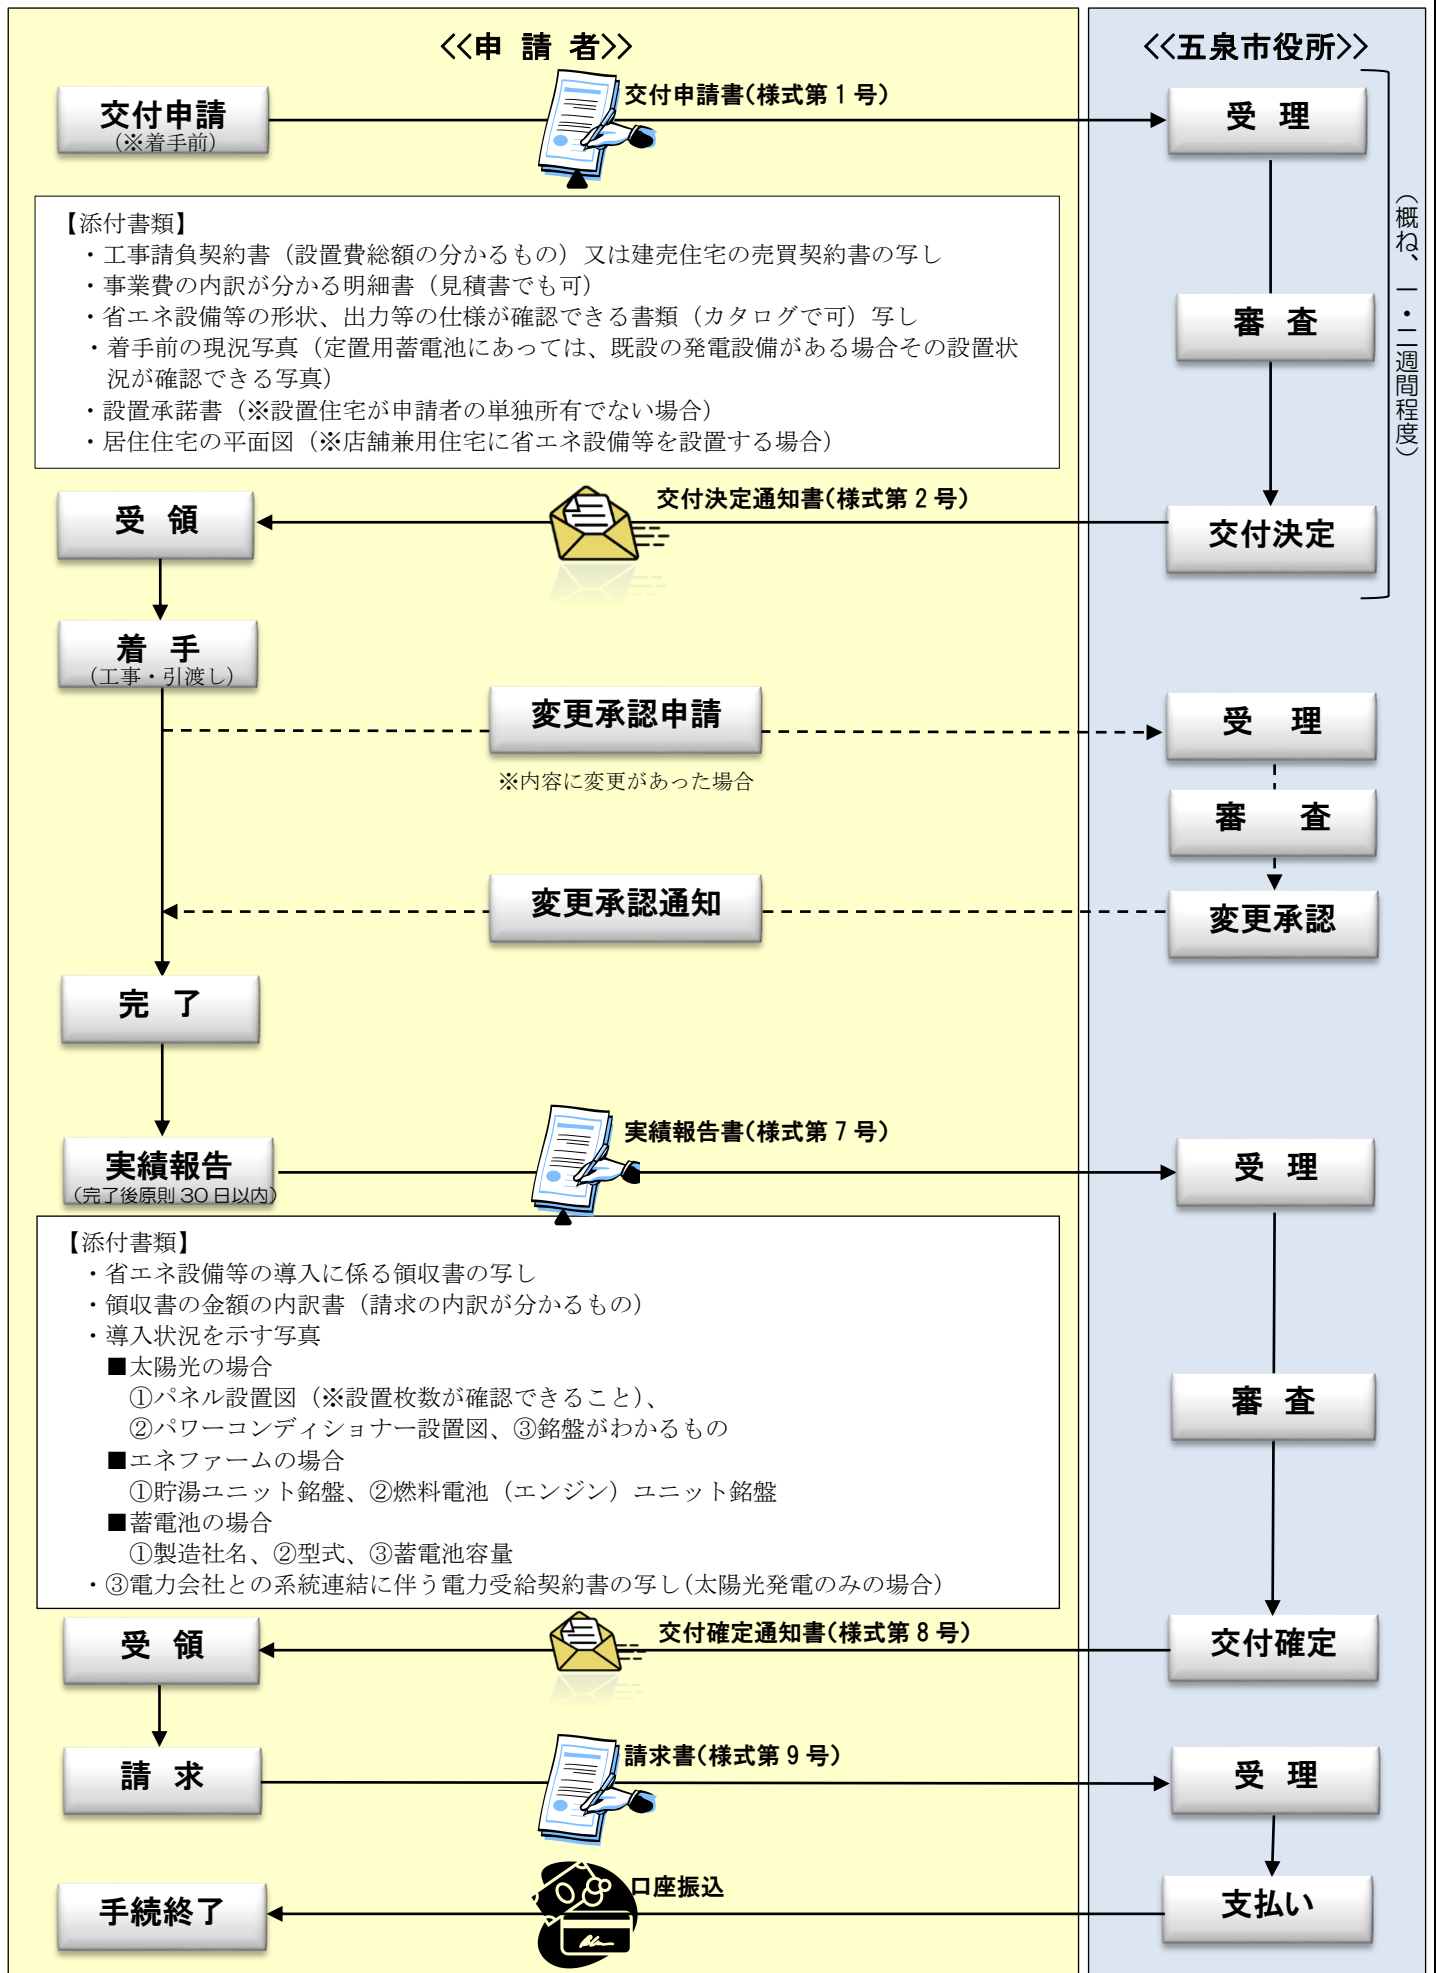 <<申 請 者>>
<<五泉市役所>>
交付申請
(※着手前)
交付申請書(様式第1号)
受 理
(概ね、一・二週間程度)
【添付書類】
・工事請負契約書（設置費総額の分かるもの）又は建売住宅の売買契約書の写し
・事業費の内訳が分かる明細書（見積書でも可）
・省エネ設備等の形状、出力等の仕様が確認できる書類（カタログで可）写し
・着手前の現況写真（定置用蓄電池にあっては、既設の発電設備がある場合その設置状
況が確認できる写真）
・設置承諾書（※設置住宅が申請者の単独所有でない場合）
・居住住宅の平面図（※店舗兼用住宅に省エネ設備等を設置する場合）
審 査
受 領
交付決定通知書(様式第2号)
交付決定
着 手
（工事・引渡し）
変更承認申請
※内容に変更があった場合
受 理
審 査
変更承認通知
変更承認
完 了
実績報告
（完了後原則30日以内）
実績報告書(様式第7号)
受 理
【添付書類】
・省エネ設備等の導入に係る領収書の写し
・領収書の金額の内訳書（請求の内訳が分かるもの）
・導入状況を示す写真
■太陽光の場合
①パネル設置図（※設置枚数が確認できること）、
②パワーコンディショナー設置図、③銘盤がわかるもの
■エネファームの場合
①貯湯ユニット銘盤、②燃料電池（エンジン）ユニット銘盤
■蓄電池の場合
①製造社名、②型式、③蓄電池容量
・③電力会社との系統連結に伴う電力受給契約書の写し(太陽光発電のみの場合）
審 査
受 領
交付確定通知書(様式第8号)
交付確定
請 求
請求書(様式第9号)
受 理
手続終了
口座振込
支払い